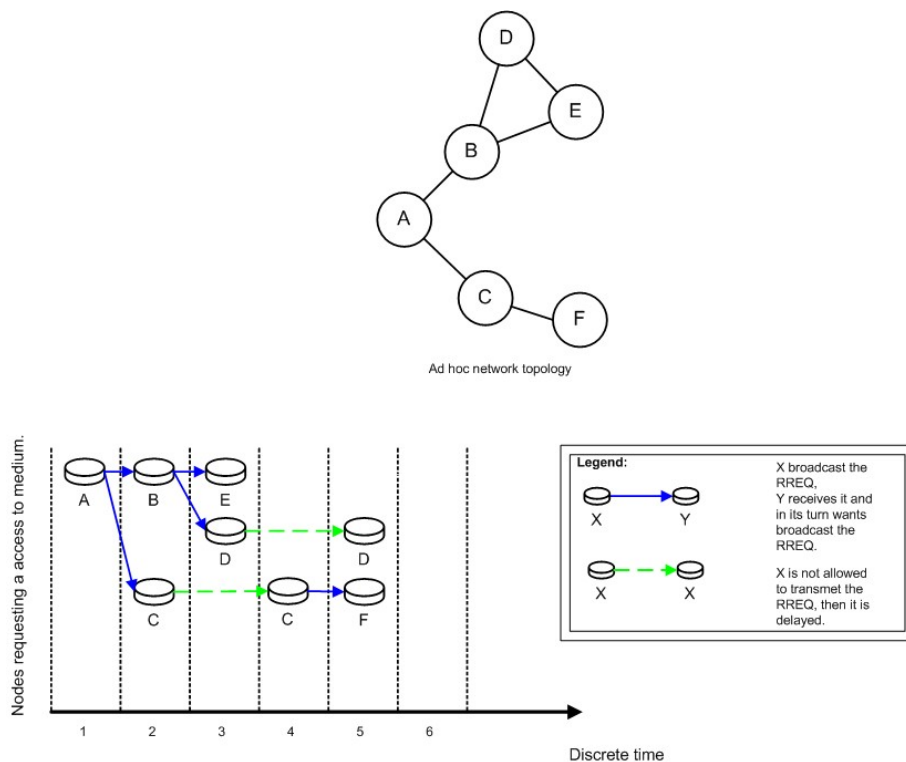 D
E
B
A
C
F
Ad hoc network topology
Nodes requesting a access to medium.
A
B
E
D
D
C
C
F
1
2
3
4
5
6
Discrete time
Legend:
X
Y
X broadcast the
RREQ,
Y receives it and
in its turn wants
broadcast the
RREQ.
X
X
X is not allowed
to transmet the
RREQ, then it is
delayed.